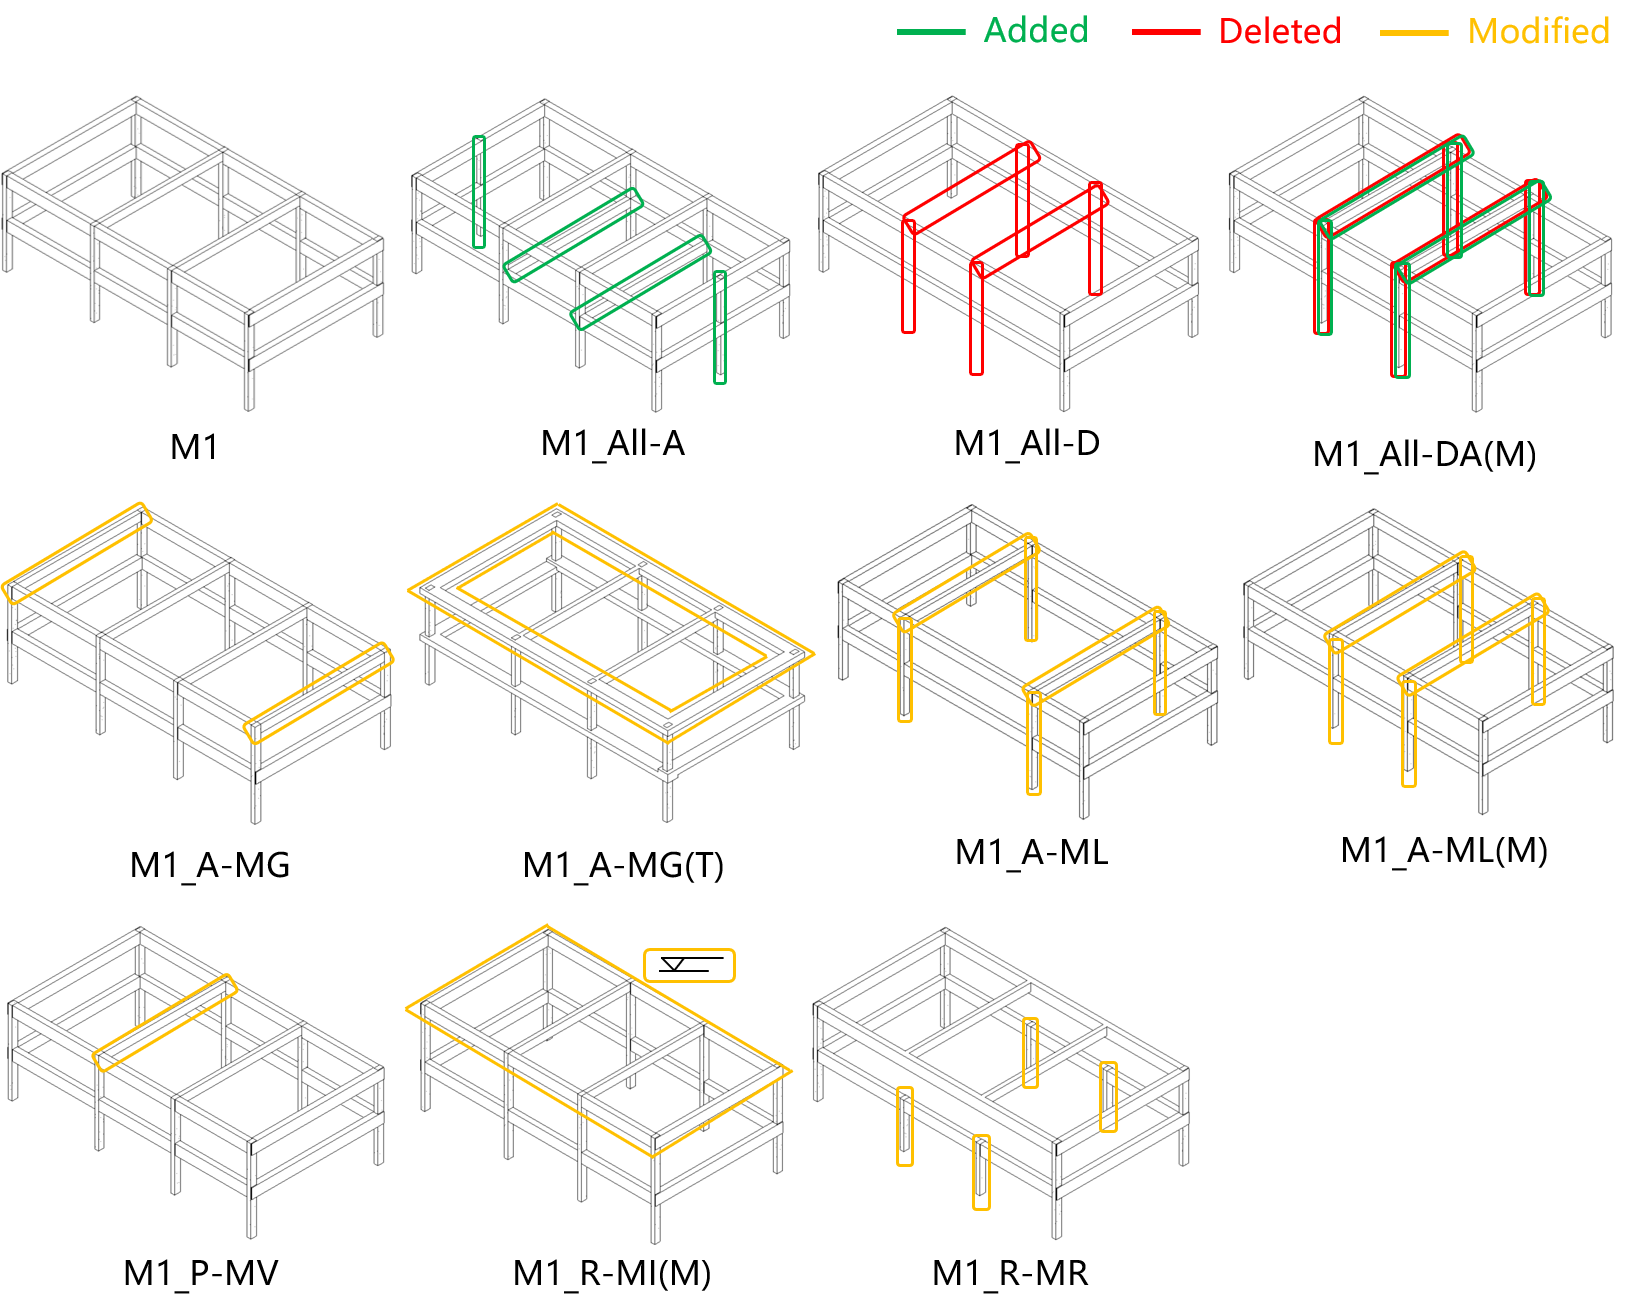 Added Deleted Modified
M1 M1_All-A M1_All-D M1_All-DA(M)
M1_A-MG M1_A-MG(T) M1_A-ML M1_A-ML(M)
M1_P-MV M1_R-MI(M) M1_R-MR